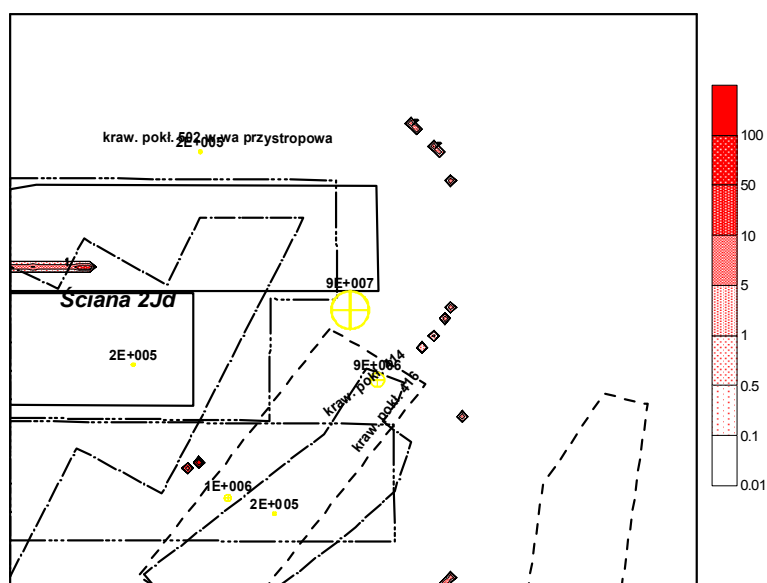 kraw. pokł. 502 w-wa przystropowa
2E+005
9E+007
Ściana 2Jd
2E+005
9E+006
kraw. pokł. 414
kraw. pokł. 416
1E+006
2E+005
100
50
10
5
1
0.5
0.1
0.01